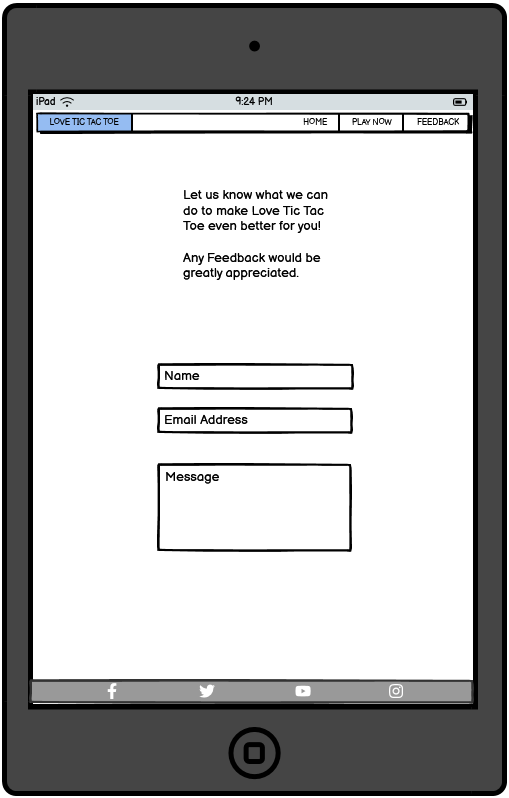 iPad 9:24 PM
LOVE TIC TAC TOE HOME PLAY NOW FEEDBACK
Let us know what we can
do to make Love Tic Tac
Toe even better for you!
Any Feedback would be
greatly appreciated.
Name
Email Address
Message